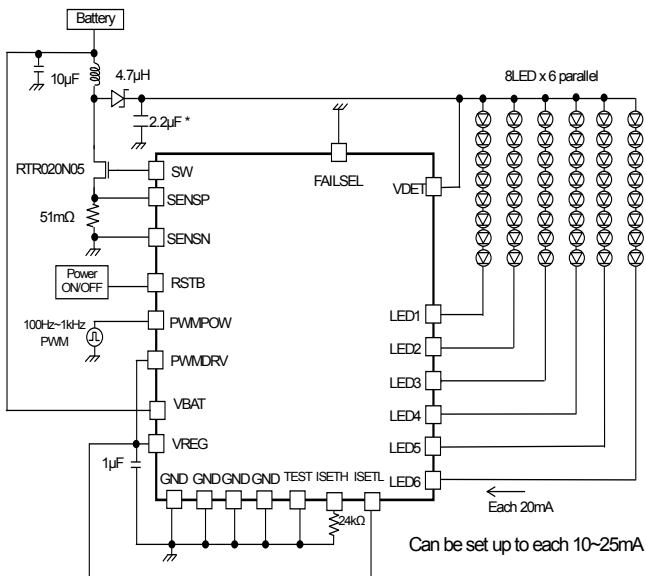 Battery
10µF
4.7µH
8LED x 6 parallel
2.2µF *
RTR020N05
SW
FAILSEL
VDET
SENSP
51mΩ
SENSN
Power
ON/OFF
RSTB
100Hz~1kHz
PWM
PWMPOW
LED1
LED2
PWMDRV
LED3
VBAT
LED4
VREG
LED5
1µF
GND GND GND GND TEST ISETH ISETL
LED6
Each 20mA
24kΩ
Can be set up to each 10~25mA